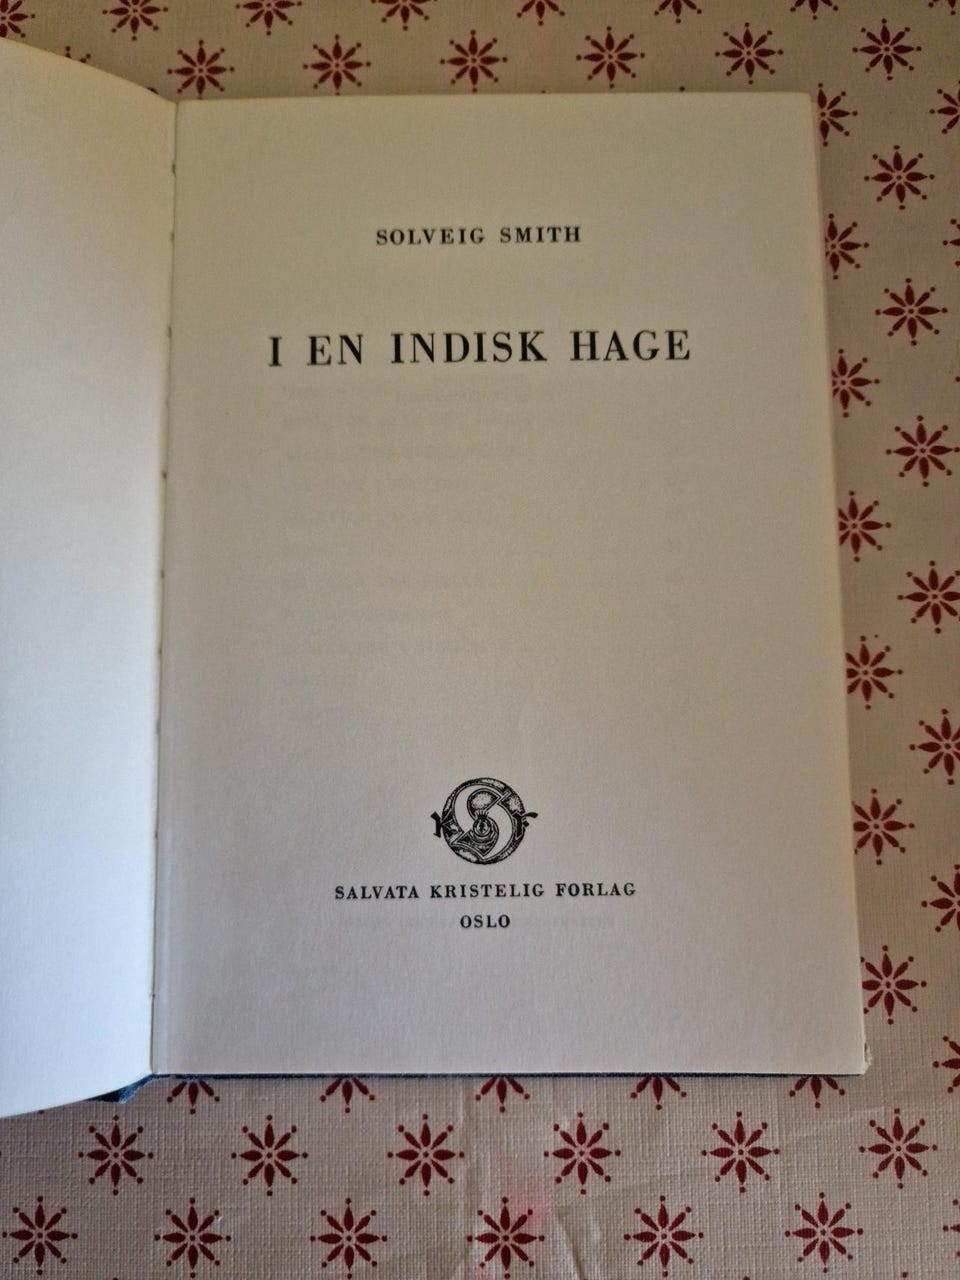 SOLVEIG SMITH
I EN INDISK HAGE
K S F
SALVATA KRISTELIG FORLAG
OSLO